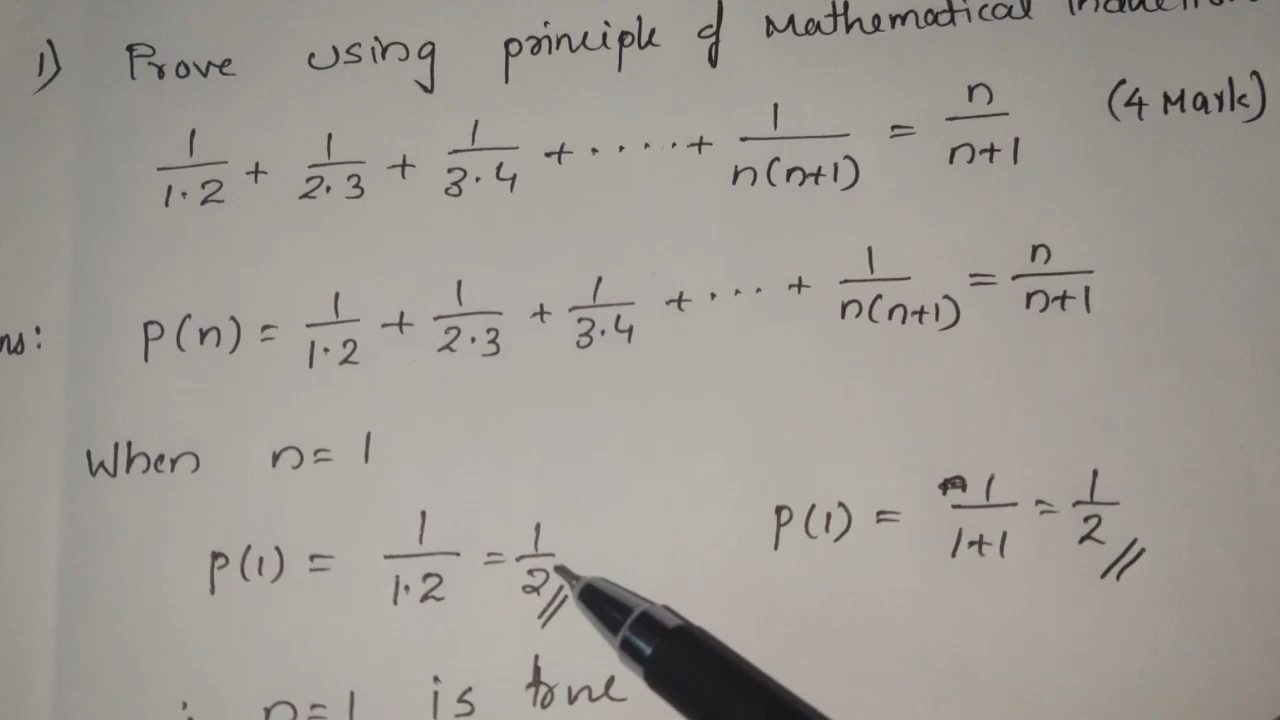 1) Prove using principle of Mathematical Induction
1/1·2 + 1/2·3 + 1/3·4 + ····· + 1/n(n+1) = n/n+1 (4 Mark)
ns: P(n) = 1/1·2 + 1/2·3 + 1/3·4 + ···· + 1/n(n+1) = n/n+1
When n=1
P(1) = 1/1·2 = 1/2 P(1) = 1/1+1 = 1/2
∴ n=1 is true